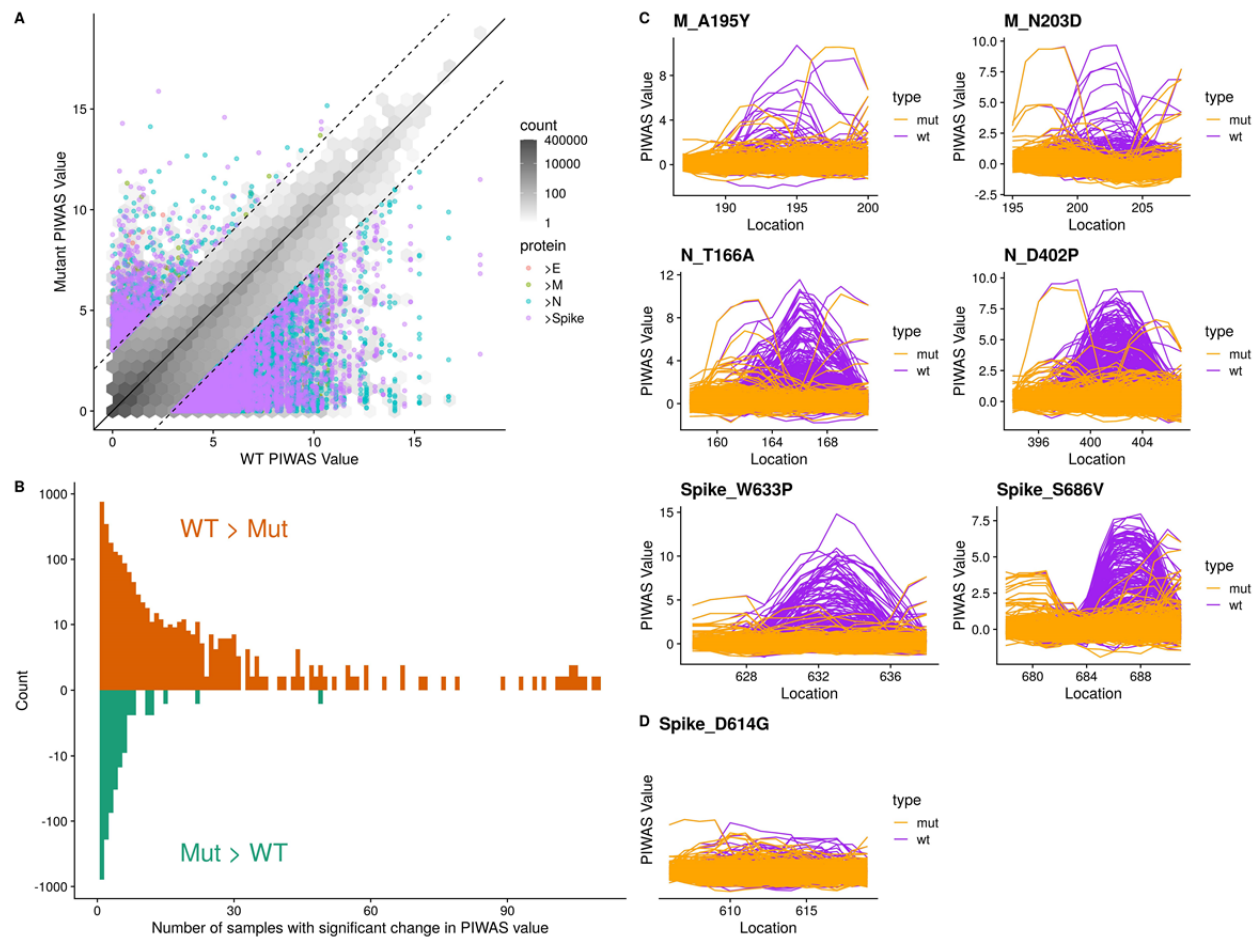 A
Mutant PIWAS Value
15
10
5
0
0
5
10
15
WT PIWAS Value
count
400000
10000
100
1
protein
>E
>M
>N
>Spike
B
Count
1000
100
10
0
-10
-100
-1000
WT > Mut
Mut > WT
0
30
60
90
Number of samples with significant change in PIWAS value
C
M_A195Y
PIWAS Value
8
4
0
190
195
200
Location
type
mut
wt
M_N203D
PIWAS Value
10.0
7.5
5.0
2.5
0.0
-2.5
195
200
205
Location
type
mut
wt
N_T166A
PIWAS Value
12
8
4
0
160
164
168
Location
type
mut
wt
N_D402P
PIWAS Value
10.0
7.5
5.0
2.5
0.0
396
400
404
Location
type
mut
wt
Spike_W633P
PIWAS Value
15
10
5
0
628
632
636
Location
type
mut
wt
Spike_S686V
PIWAS Value
7.5
5.0
2.5
0.0
680
684
688
Location
type
mut
wt
D
Spike_D614G
PIWAS Value
610
615
Location
type
mut
wt